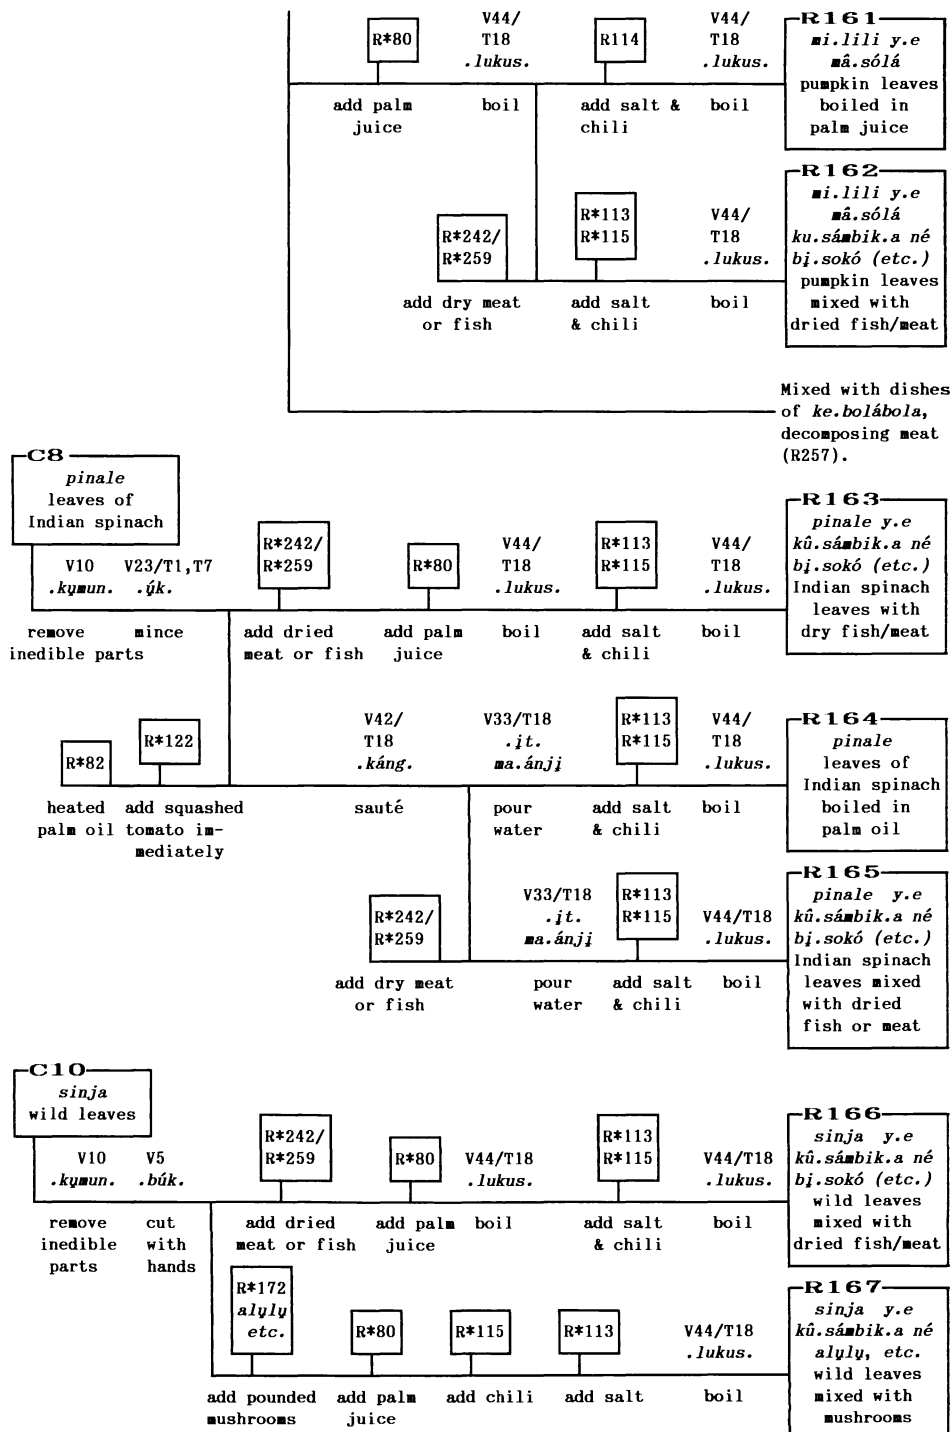 R*80
V44/
T18
.lukus.
R114
V44/
T18
.lukus.
add palm
juice
boil
add salt &
chili
boil
R161
mi.lili y.e
mâ.sólá
pumpkin leaves
boiled in
palm juice
R*242/
R*259
R*113
R*115
V44/
T18
.lukus.
add dry meat
or fish
add salt
& chili
boil
R162
mi.lili y.e
mâ.sólá
ku.sámbik.a né
bį.sokó (etc.)
pumpkin leaves
mixed with
dried fish/meat
Mixed with dishes
of ke.bolábola,
decomposing meat
(R257).
C8
pinale
leaves of
Indian spinach
V10
.kųmun.
V23/T1,T7
.ų́k.
R*242/
R*259
R*80
V44/
T18
.lukus.
R*113
R*115
V44/
T18
.lukus.
remove
inedible parts
mince
add dried
meat or fish
add palm
juice
boil
add salt
& chili
boil
R163
pinale y.e
kû.sámbik.a né
bį.sokó (etc.)
Indian spinach
leaves with
dry fish/meat
R*82
R*122
V42/
T18
.káng.
V33/T18
.įt.
ma.ánjį
R*113
R*115
V44/
T18
.lukus.
heated
palm oil
add squashed
tomato im-
mediately
sauté
pour
water
add salt
& chili
boil
R164
pinale
leaves of
Indian spinach
boiled in
palm oil
R*242/
R*259
V33/T18
.įt.
ma.ánjį
R*113
R*115
V44/T18
.lukus.
add dry meat
or fish
pour
water
add salt
& chili
boil
R165
pinale y.e
kû.sámbik.a né
bį.sokó (etc.)
Indian spinach
leaves mixed
with dried
fish or meat
C10
sinja
wild leaves
V10
.kųmun.
V5
.búk.
R*242/
R*259
R*80
V44/T18
.lukus.
R*113
R*115
V44/T18
.lukus.
remove
inedible
parts
cut
with
hands
add dried
meat or fish
add palm
juice
boil
add salt
& chili
boil
R166
sinja y.e
kû.sámbik.a né
bį.sokó (etc.)
wild leaves
mixed with
dried fish/meat
R*172
alųlų
etc.
R*80
R*115
R*113
V44/T18
.lukus.
add pounded
mushrooms
add palm
juice
add chili
add salt
boil
R167
sinja y.e
kû.sámbik.a né
alųlų, etc.
wild leaves
mixed with
mushrooms